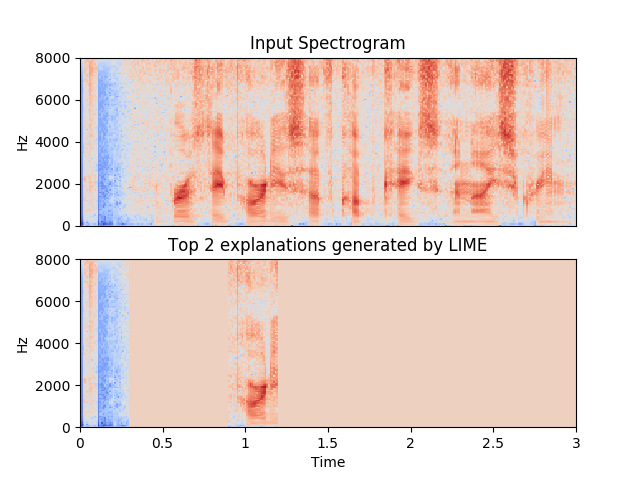 Input Spectrogram
8000
6000
Hz
4000
2000
0
Top 2 explanations generated by LIME
8000
6000
Hz
4000
2000
0
0 0.5 1 1.5 2 2.5 3
Time